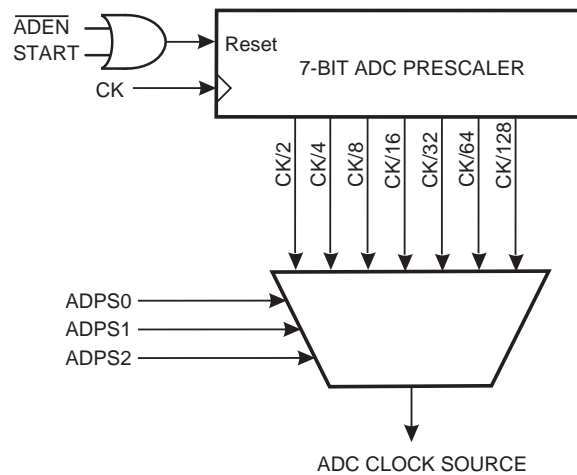 ADEN
START
Reset
7-BIT ADC PRESCALER
CK
CK/2
CK/4
CK/8
CK/16
CK/32
CK/64
CK/128
ADPS0
ADPS1
ADPS2
ADC CLOCK SOURCE